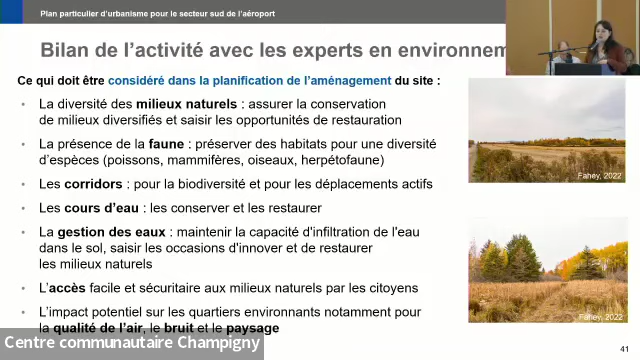 Plan particulier d'urbanisme pour le secteur sud de l'aéroport
Bilan de l'activité avec les experts en environnem
Ce qui doit être considéré dans la planification de l'aménagement du site :
• La diversité des milieux naturels : assurer la conservation
de milieux diversifiés et saisir les opportunités de restauration
• La présence de la faune : préserver des habitats pour une diversité
d'espèces (poissons, mammifères, oiseaux, herpétofaune)
• Les corridors : pour la biodiversité et pour les déplacements actifs
• Les cours d'eau : les conserver et les restaurer
• La gestion des eaux : maintenir la capacité d'infiltration de l'eau
dans le sol, saisir les occasions d'innover et de restaurer
les milieux naturels
• L'accès facile et sécuritaire aux milieux naturels par les citoyens
• L'impact potentiel sur les quartiers environnants notamment pour
la qualité de l'air, le bruit et le paysage
Fahey, 2022
Fahey, 2022
Centre communautaire Champigny
41